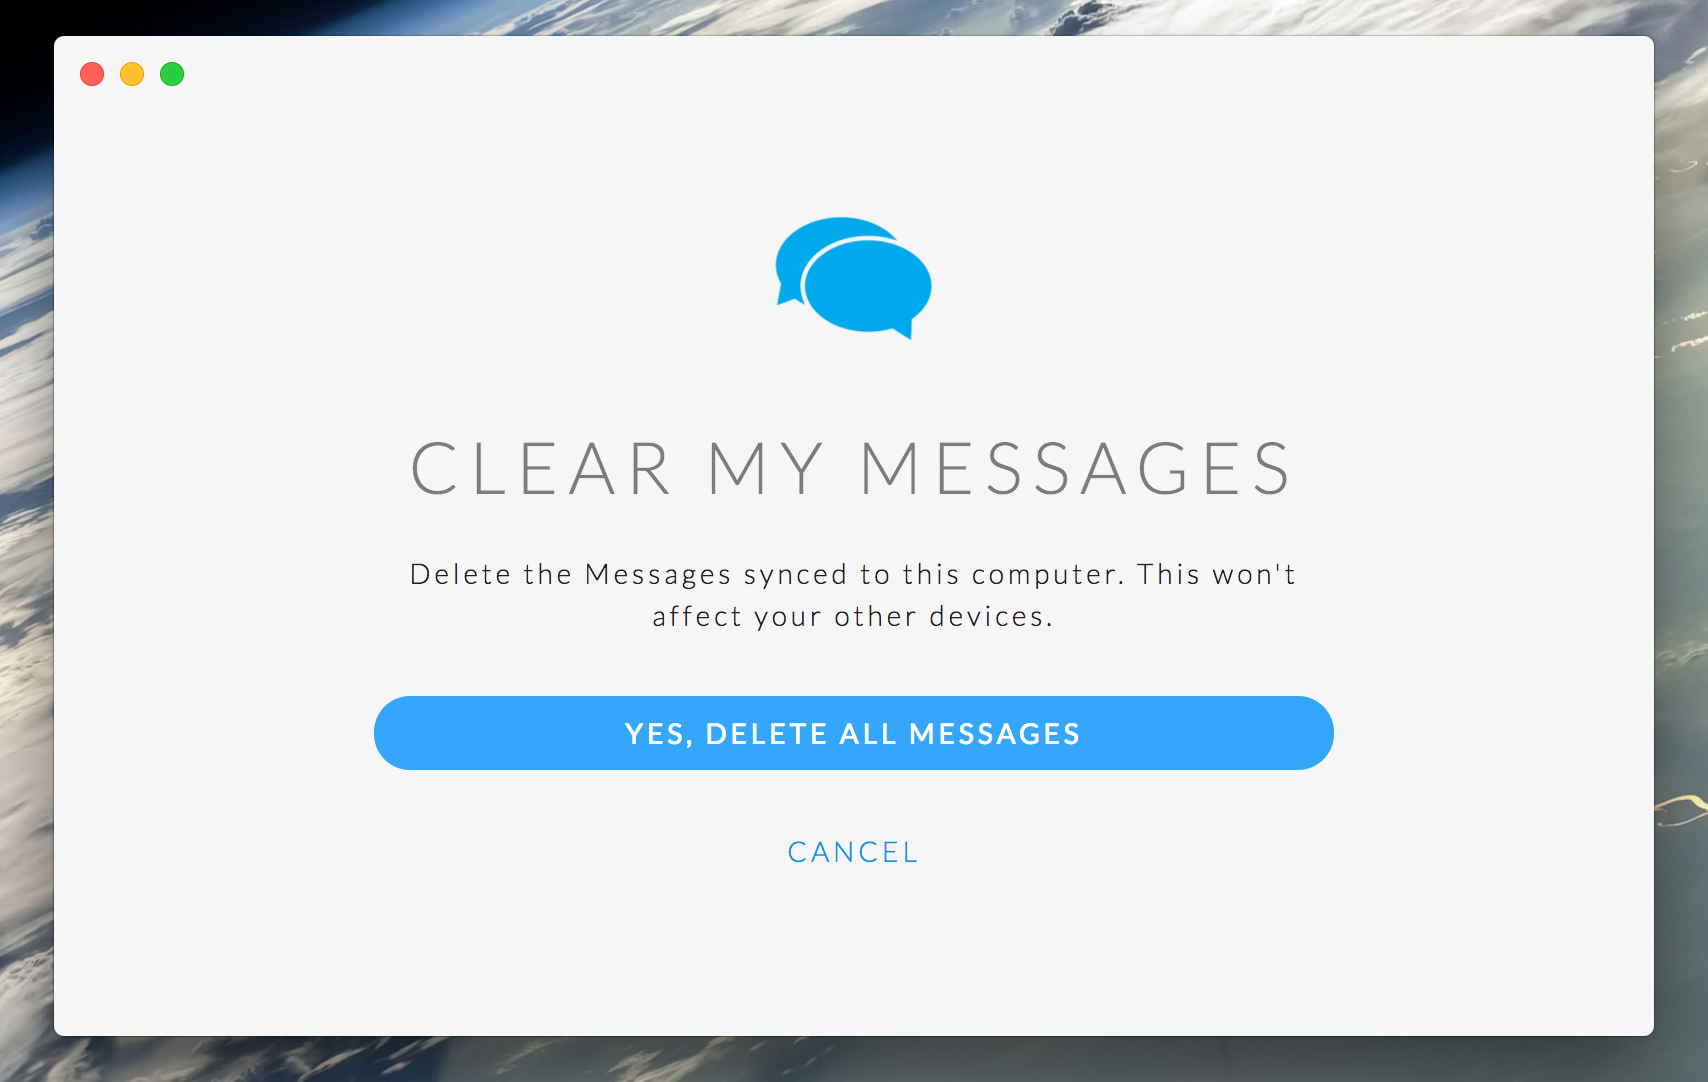 CLEAR MY MESSAGES
Delete the Messages synced to this computer. This won't
affect your other devices.
YES, DELETE ALL MESSAGES
CANCEL